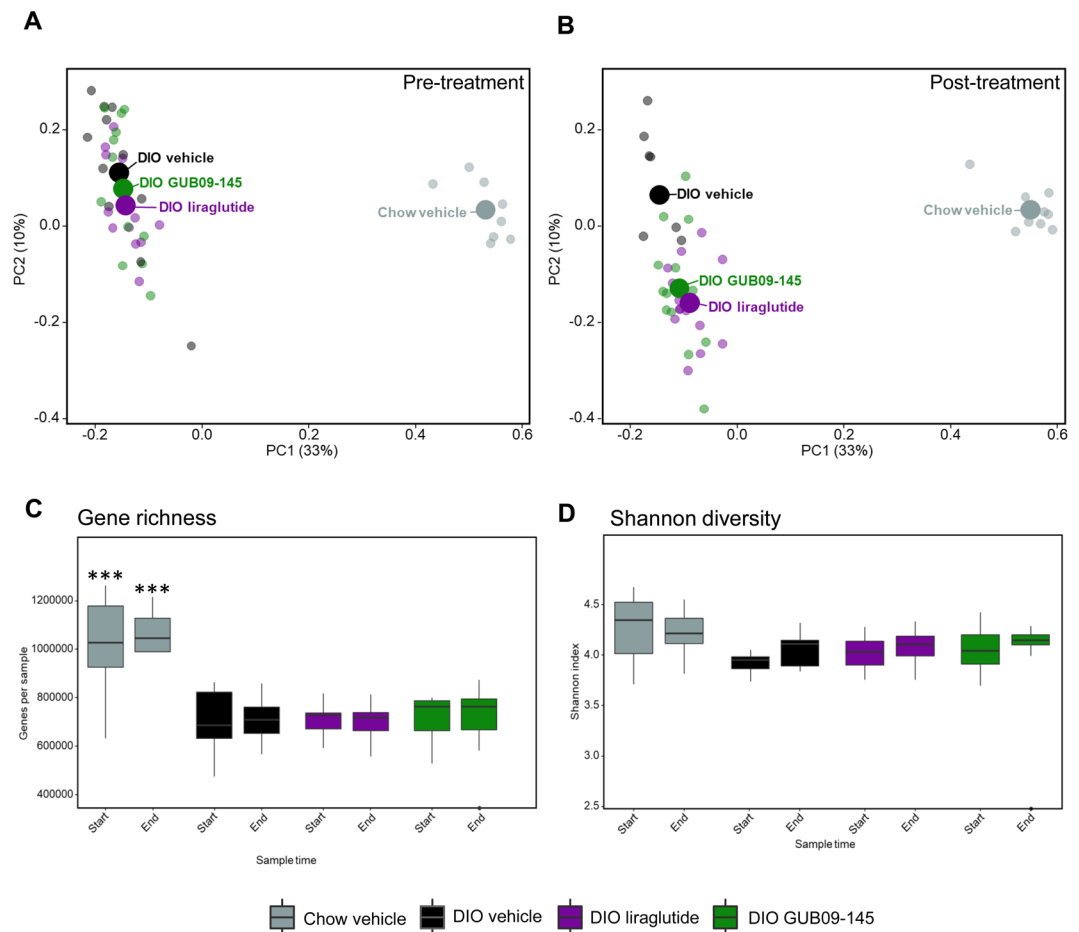 A
Pre-treatment
DIO vehicle
DIO GUB09-145
DIO liraglutide
Chow vehicle
PC2 (10%)
0.2
0.0
-0.2
-0.4
-0.2 0.0 0.2 0.4 0.6
PC1 (33%)
B
Post-treatment
DIO vehicle
DIO GUB09-145
DIO liraglutide
Chow vehicle
PC2 (10%)
0.2
0.0
-0.2
-0.4
-0.2 0.0 0.2 0.4 0.6
PC1 (33%)
C
Gene richness
*** ***
Genes per sample
1200000
1000000
800000
600000
400000
Start End Start End Start End Start End
Sample time
D
Shannon diversity
Shannon index
4.5
4.0
3.5
3.0
2.5
Start End Start End Start End Start End
Sample time
Chow vehicle DIO vehicle DIO liraglutide DIO GUB09-145